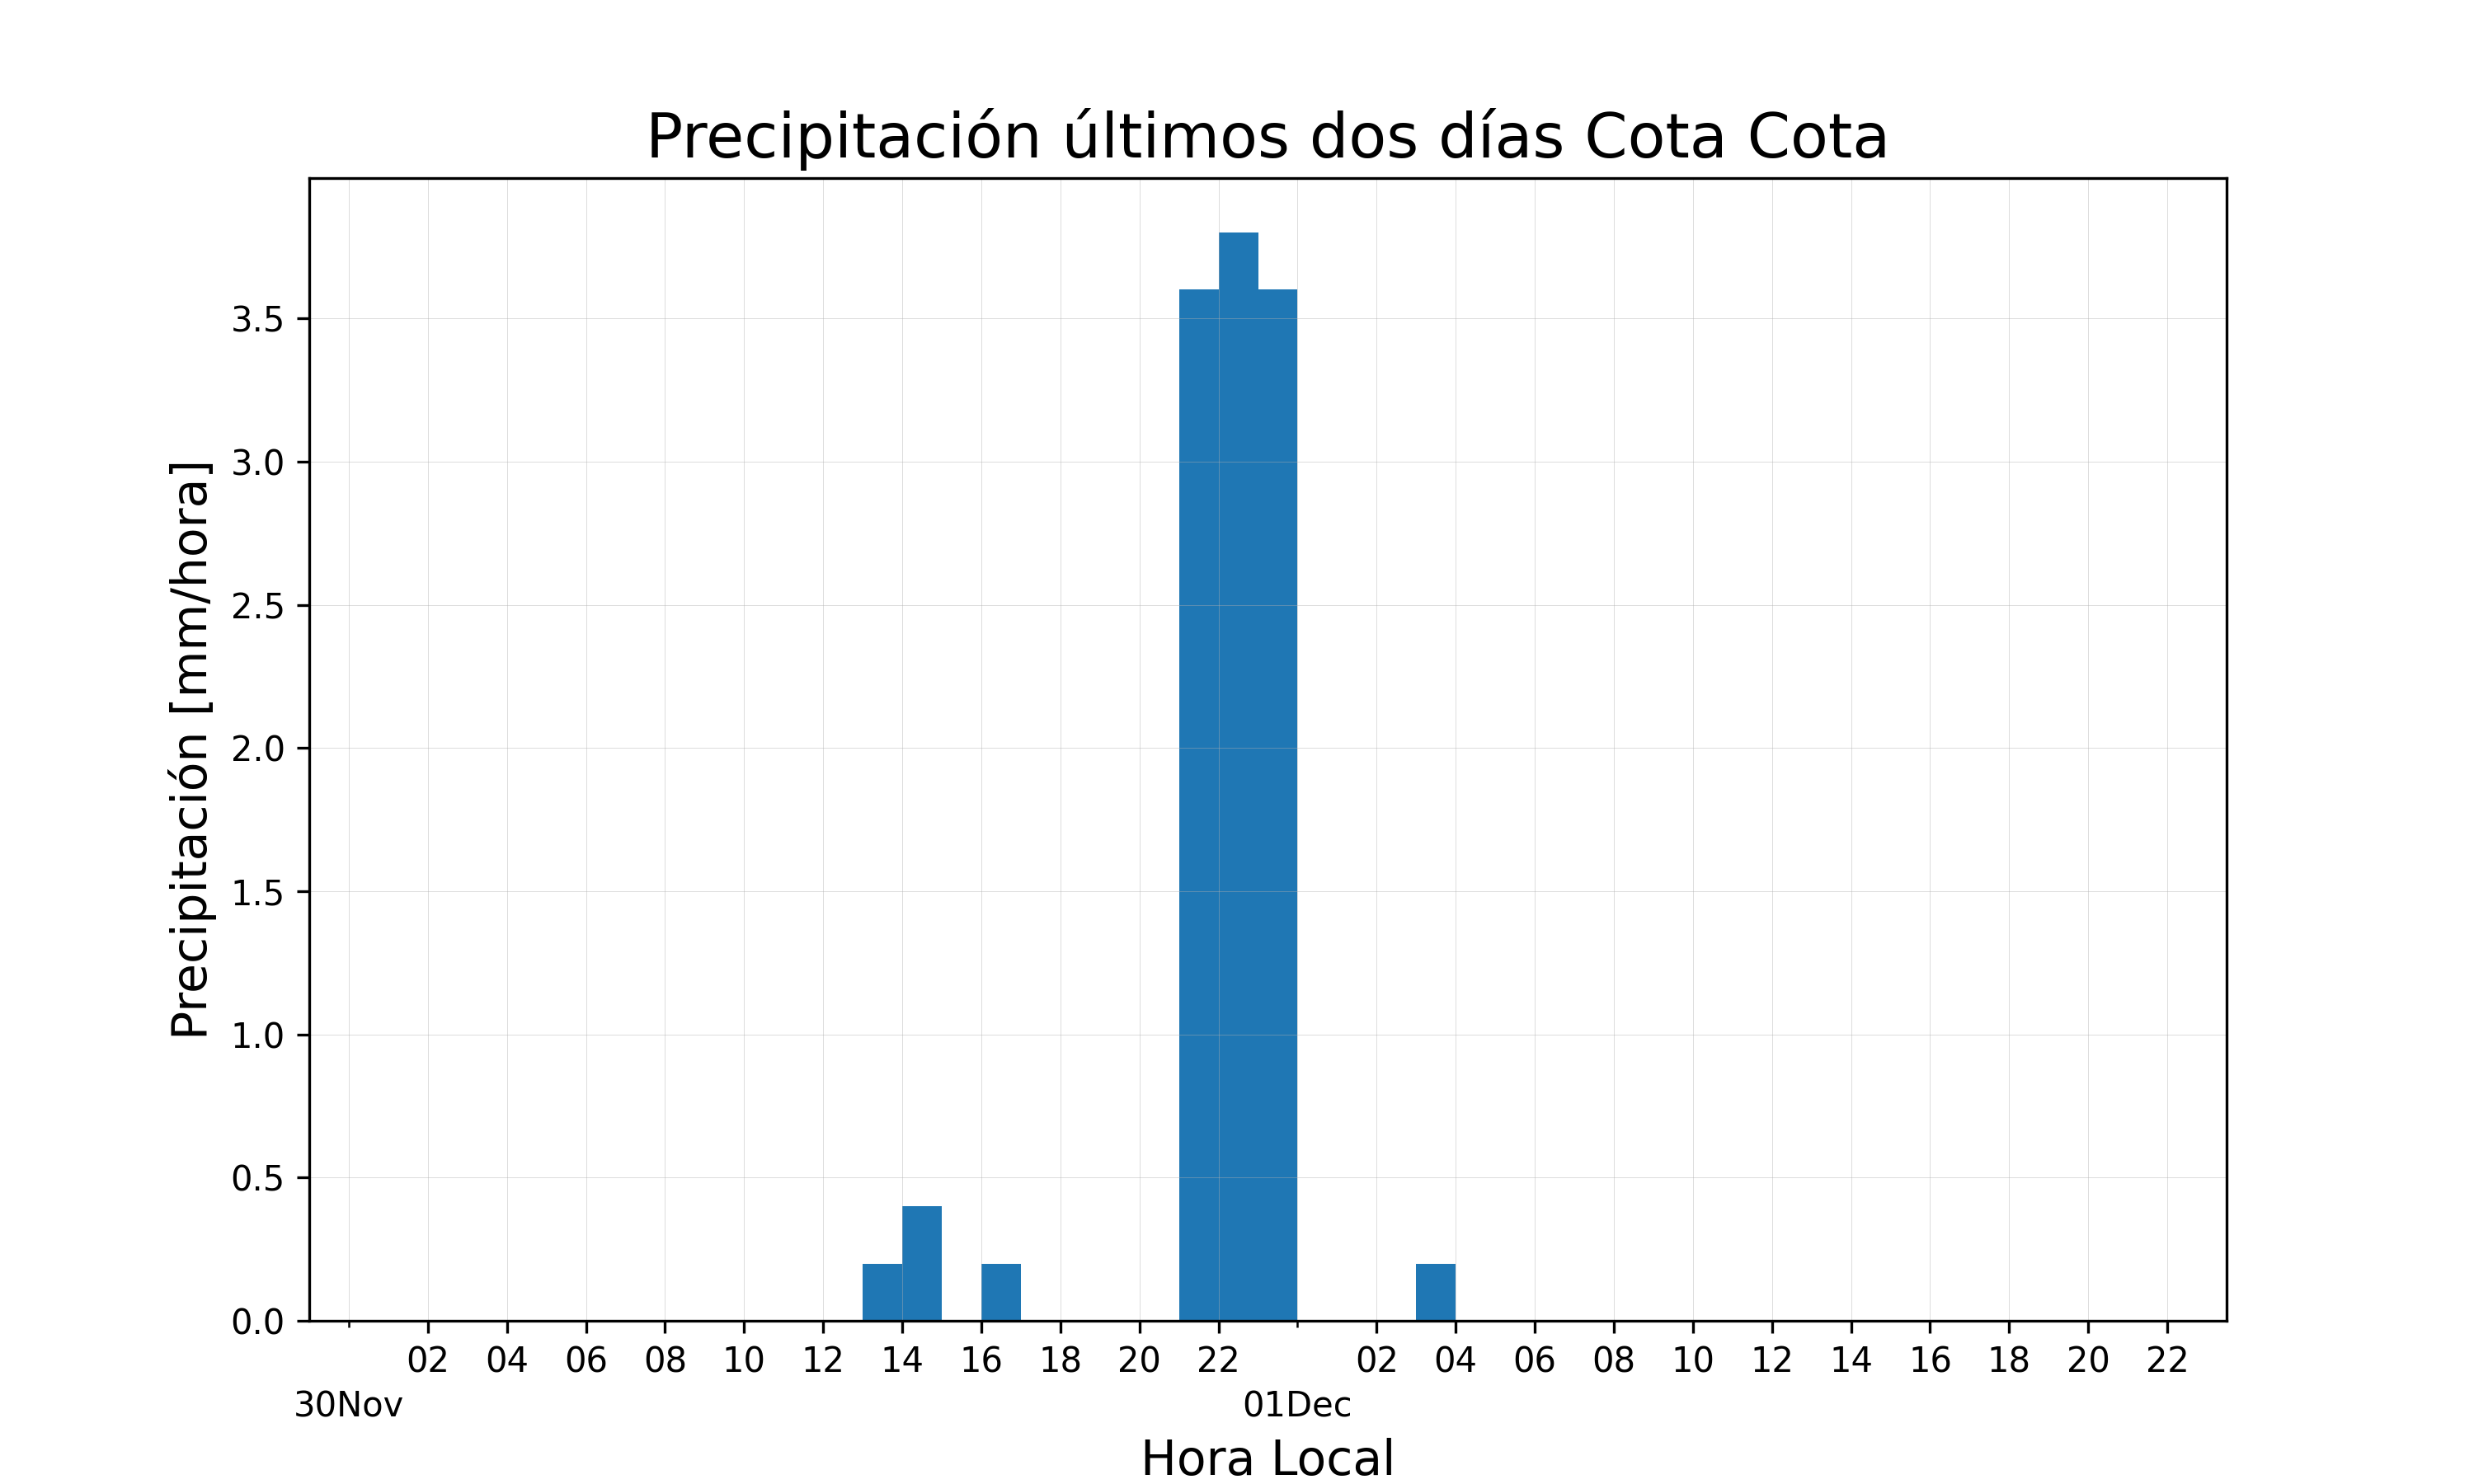 Precipitación últimos dos días Cota Cota
Precipitación [mm/hora]
3.5
3.0
2.5
2.0
1.5
1.0
0.5
0.0
02 04 06 08 10 12 14 16 18 20 22 02 04 06 08 10 12 14 16 18 20 22
30Nov 01Dec
Hora Local